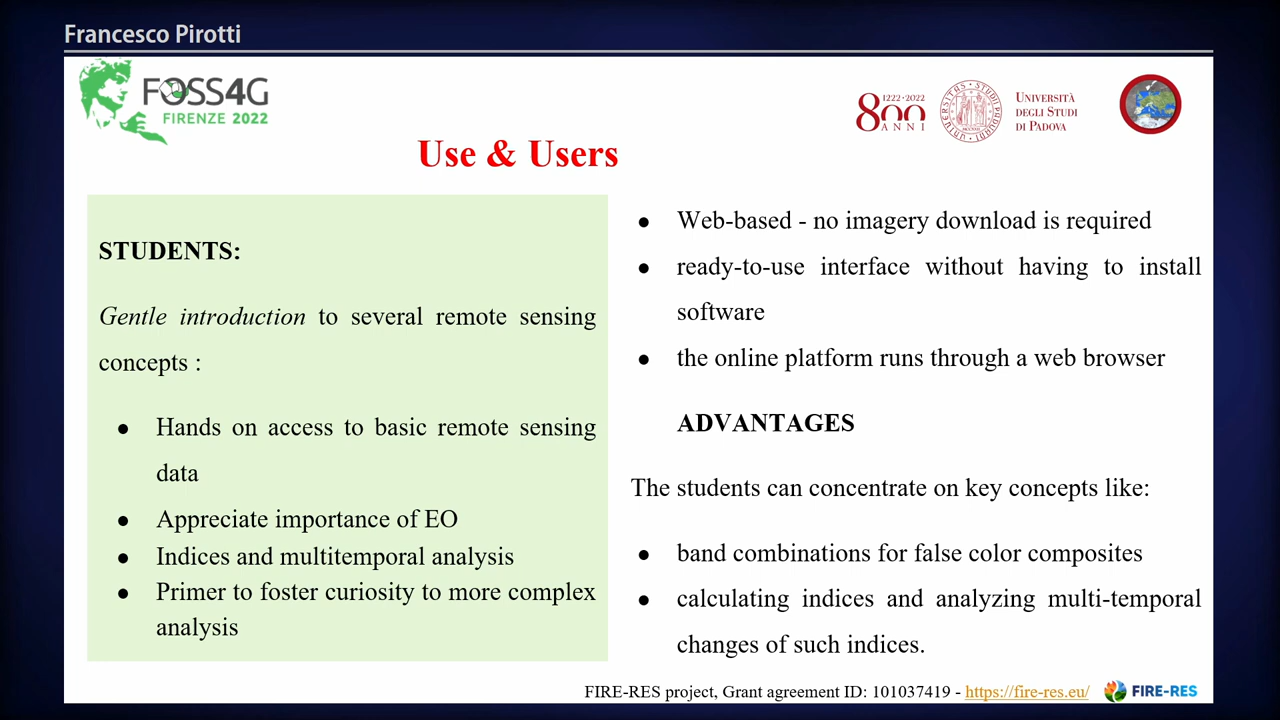 Francesco Pirotti
FOSS4G
FIRENZE 2022
1222•2022
800
ANNI
UNIVERSITÀ
DEGLI STUDI
DI PADOVA
Use & Users
STUDENTS:
Gentle introduction to several remote sensing
concepts :
● Hands on access to basic remote sensing
data
● Appreciate importance of EO
● Indices and multitemporal analysis
● Primer to foster curiosity to more complex
analysis
● Web-based - no imagery download is required
● ready-to-use interface without having to install
software
● the online platform runs through a web browser
ADVANTAGES
The students can concentrate on key concepts like:
● band combinations for false color composites
● calculating indices and analyzing multi-temporal
changes of such indices.
FIRE-RES project, Grant agreement ID: 101037419 - https://fire-res.eu/
FIRE-RES